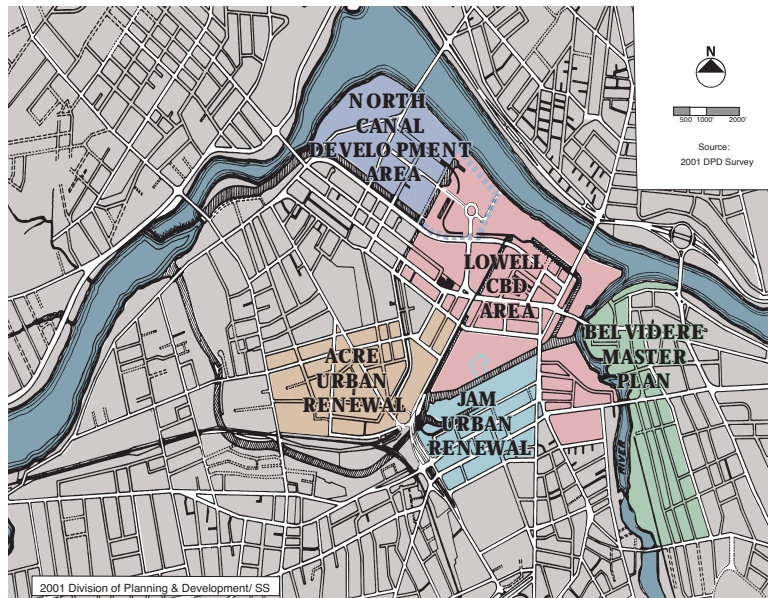 N
500 1000' 2000'
Source:
2001 DPD Survey
NORTH
CANAL
DEVELOPMENT
AREA
LOWELL
CBD
AREA
BELVIDERE
MASTER
PLAN
ACRE
URBAN
RENEWAL
JAM
URBAN
RENEWAL
RIVER
2001 Division of Planning & Development/ SS